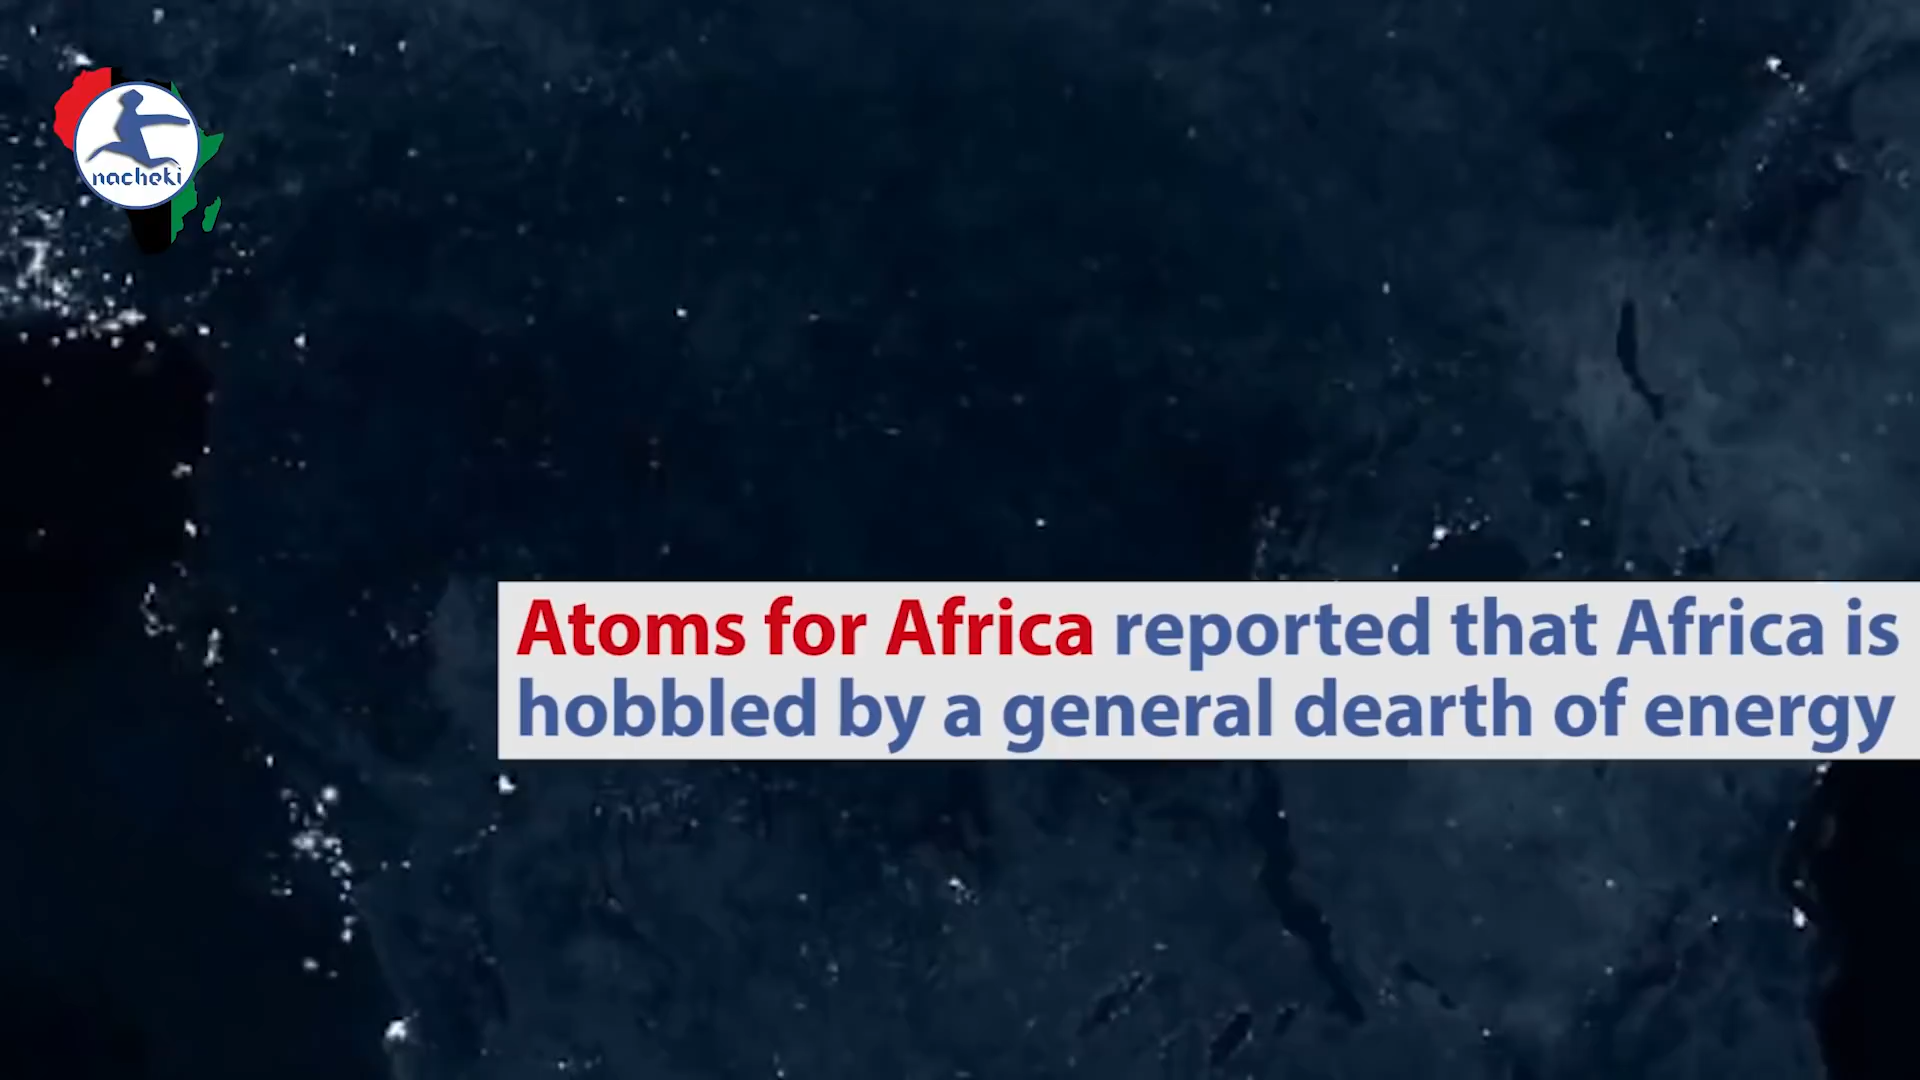 nacheki
Atoms for Africa reported that Africa is
hobbled by a general dearth of energy